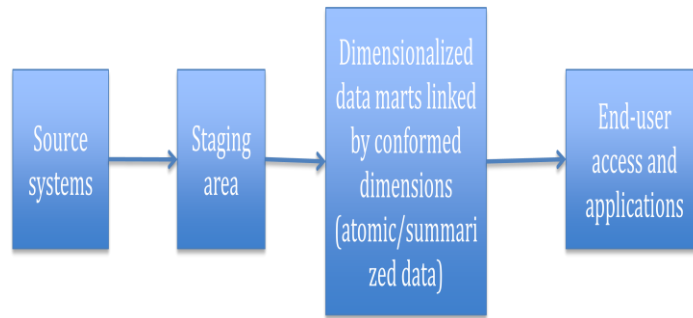 Source
systems
Staging
area
Dimensionalized
data marts linked
by conformed
dimensions
(atomic/summari
zed data)
End-user
access and
applications